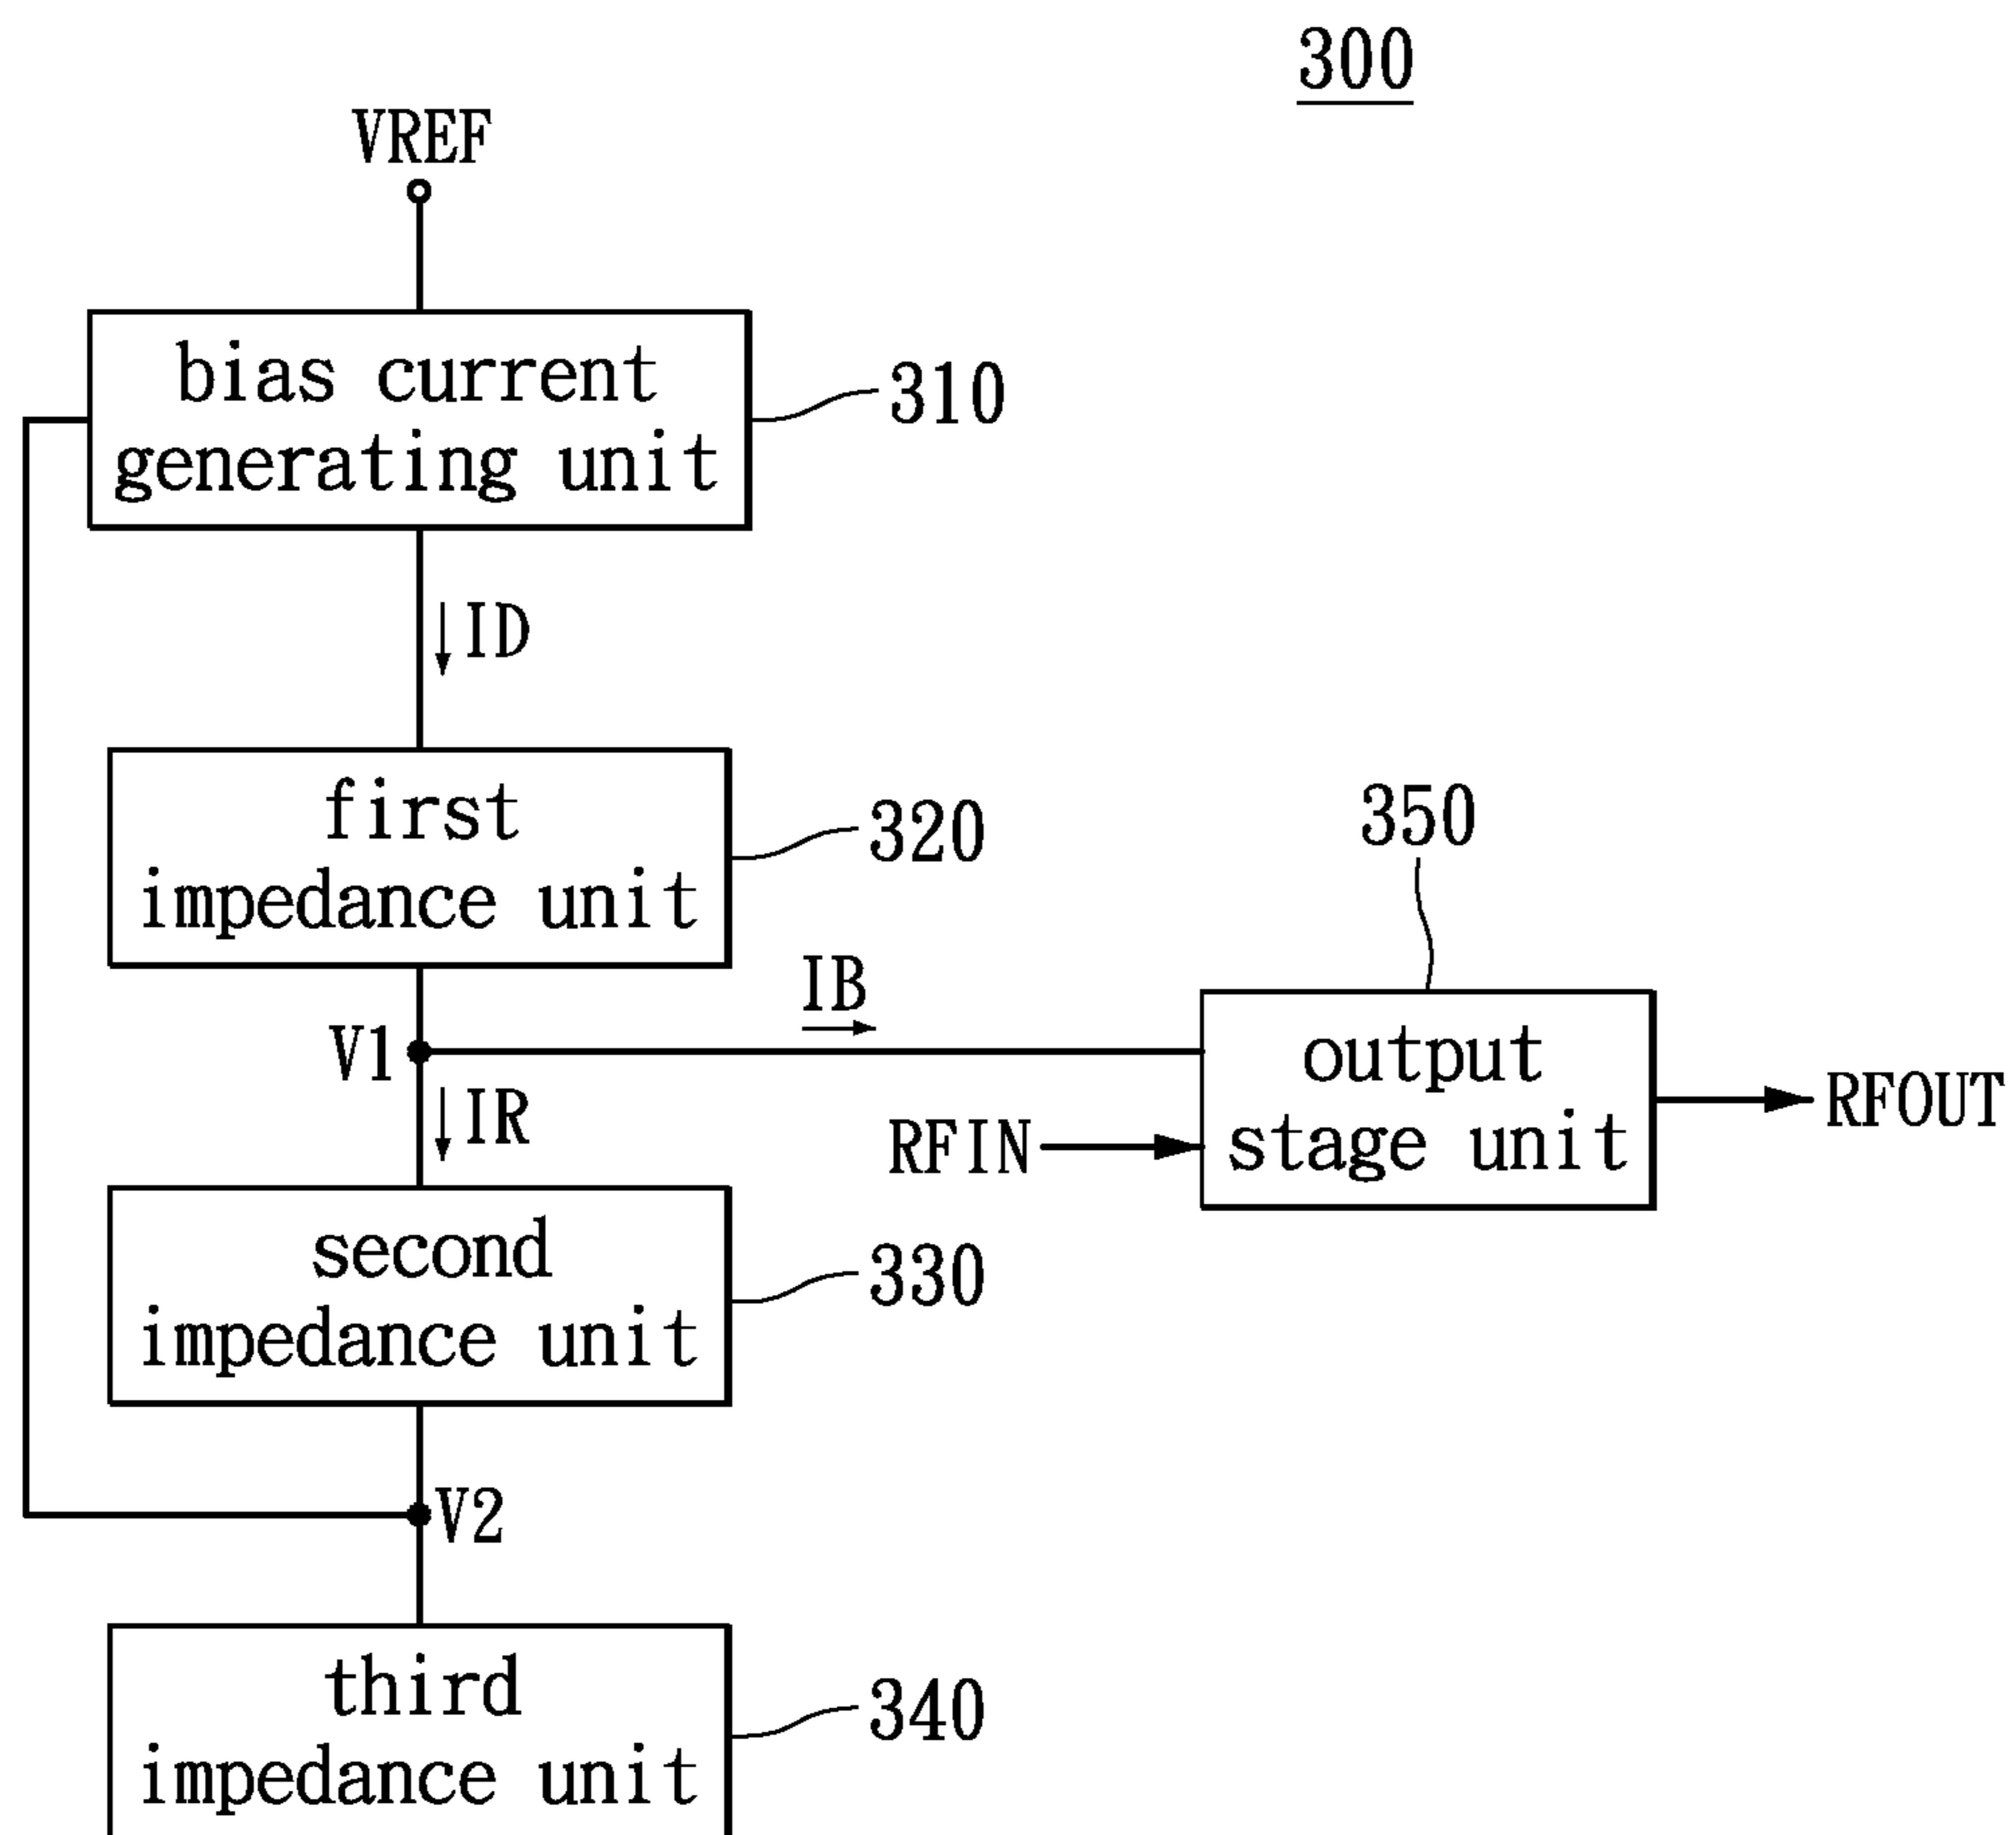 300
VREF
bias current
generating unit
310
ID
first
impedance unit
320
350
IB
V1
output
stage unit
IR
RFIN
RFOUT
second
impedance unit
330
V2
third
impedance unit
340